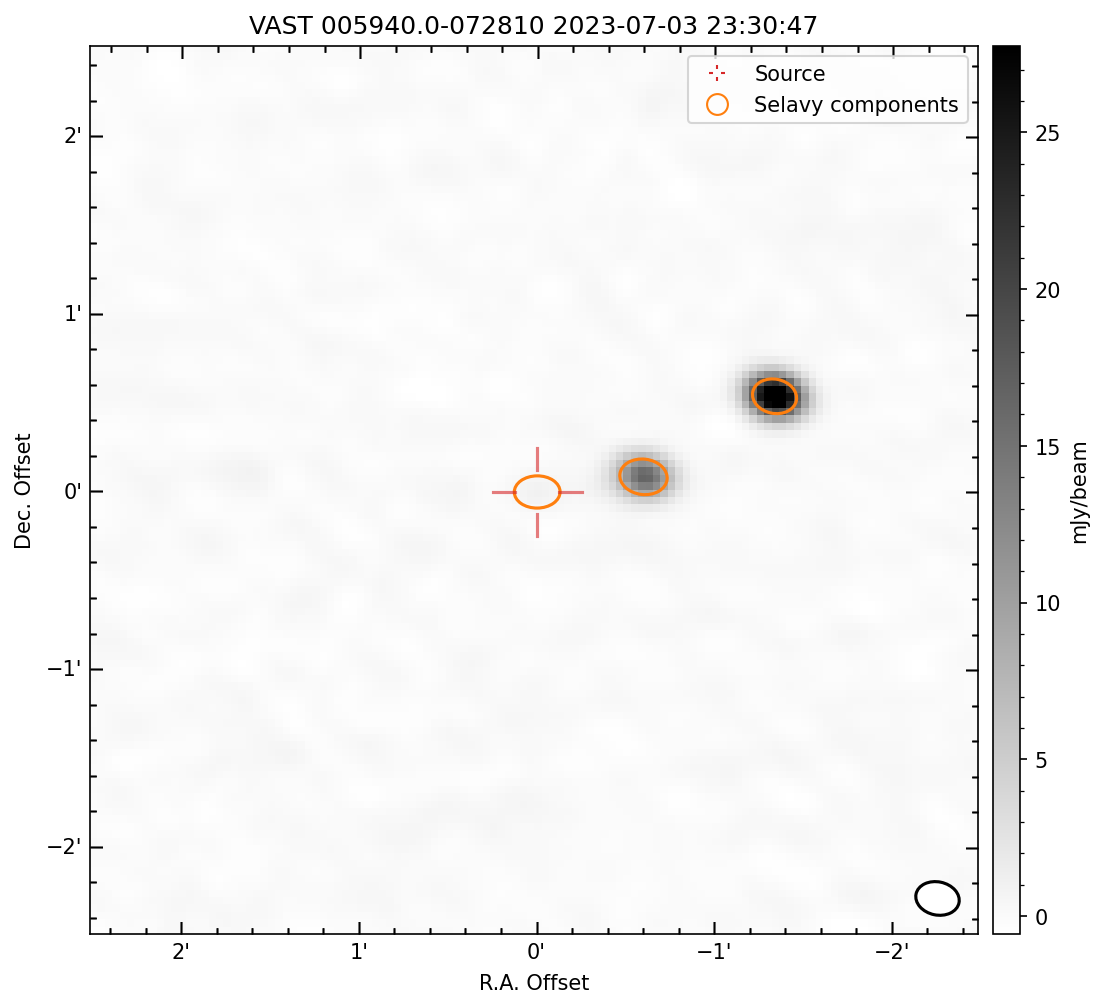 VAST 005940.0-072810 2023-07-03 23:30:47
Source
Selavy components
2'
1'
0'
−1'
−2'
Dec. Offset
2'
1'
0'
−1'
−2'
R.A. Offset
25
20
15
10
5
0
mJy/beam